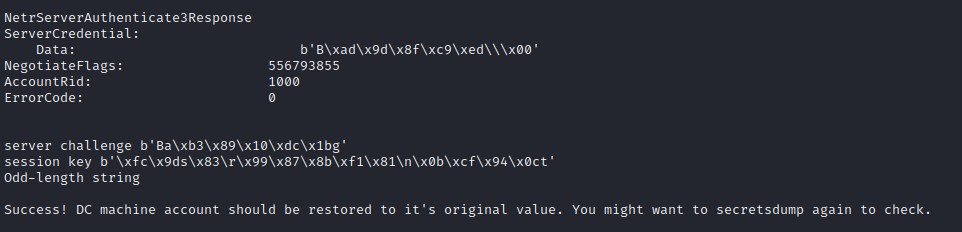 NetrServerAuthenticate3Response
ServerCredential:
    Data:                            b'B\xad\x9d\x8f\xc9\xed\\\x00'
NegotiateFlags:                  556793855
AccountRid:                      1000
ErrorCode:                       0
server challenge b'Ba\xb3\x89\x10\xdc\x1bg'
session key b'\xfc\x9ds\x83\r\x99\x87\x8b\xf1\x81\n\x0b\xcf\x94\x0ct'
Odd-length string
Success! DC machine account should be restored to it's original value. You might want to secretsdump again to check.